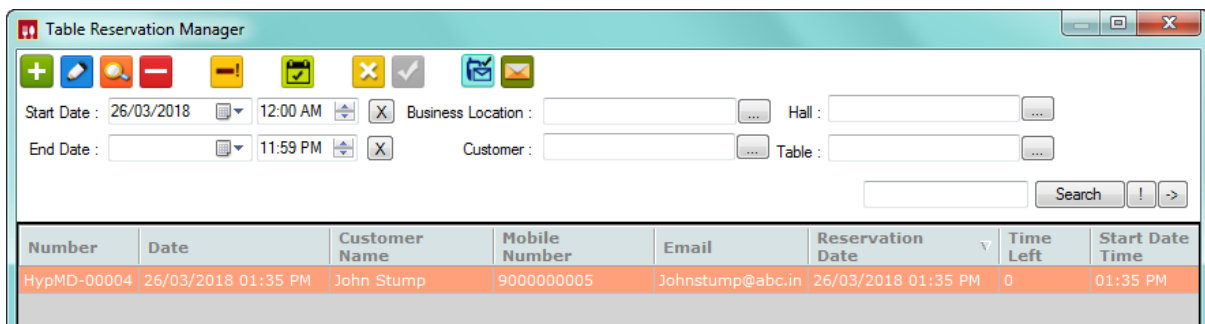 Table Reservation Manager
Start Date : 26/03/2018 12:00 AM X Business Location : ... Hall : ...
End Date : 11:59 PM X Customer : ... Table : ...
Search ! ->
Number Date Customer Name Mobile Number Email Reservation Date Time Left Start Date Time
HypMD-00004 26/03/2018 01:35 PM John Stump 9000000005 Johnstump@abc.in 26/03/2018 01:35 PM 0 01:35 PM